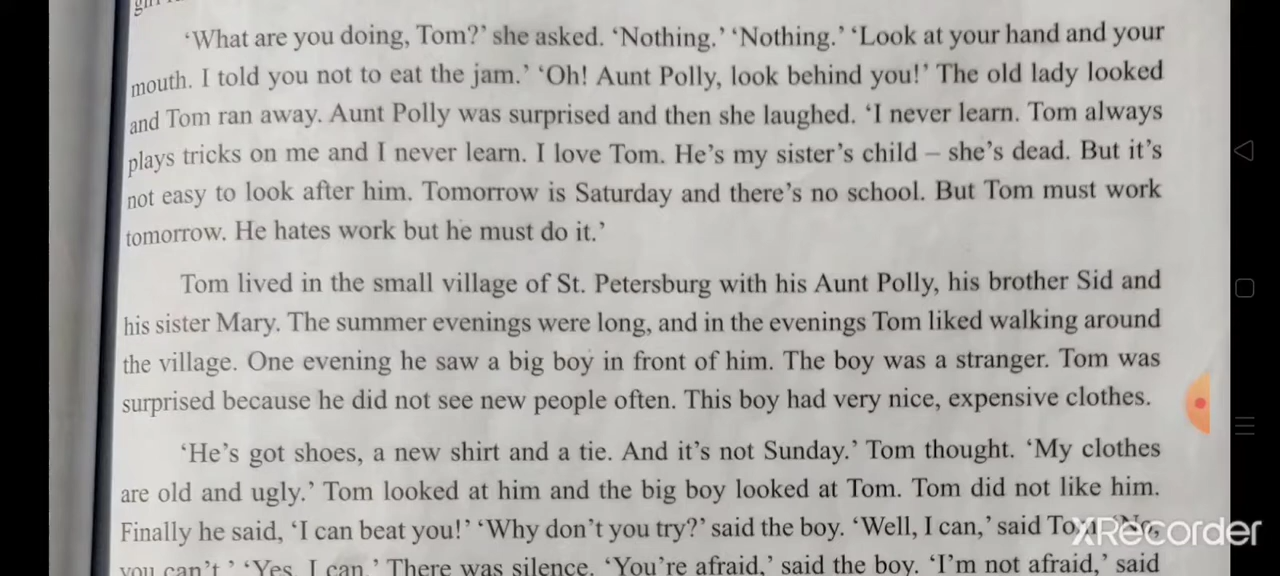 ‘What are you doing, Tom?’ she asked. ‘Nothing.’ ‘Nothing.’ ‘Look at your hand and your
mouth. I told you not to eat the jam.’ ‘Oh! Aunt Polly, look behind you!’ The old lady looked
and Tom ran away. Aunt Polly was surprised and then she laughed. ‘I never learn. Tom always
plays tricks on me and I never learn. I love Tom. He’s my sister’s child – she’s dead. But it’s
not easy to look after him. Tomorrow is Saturday and there’s no school. But Tom must work
tomorrow. He hates work but he must do it.’
Tom lived in the small village of St. Petersburg with his Aunt Polly, his brother Sid and
his sister Mary. The summer evenings were long, and in the evenings Tom liked walking around
the village. One evening he saw a big boy in front of him. The boy was a stranger. Tom was
surprised because he did not see new people often. This boy had very nice, expensive clothes.
‘He’s got shoes, a new shirt and a tie. And it’s not Sunday.’ Tom thought. ‘My clothes
are old and ugly.’ Tom looked at him and the big boy looked at Tom. Tom did not like him.
Finally he said, ‘I can beat you!’ ‘Why don’t you try?’ said the boy. ‘Well, I can,’ said Tom. ‘No,
you can’t.’ ‘Yes, I can.’ There was silence. ‘You’re afraid,’ said the boy. ‘I’m not afraid,’ said
XRecorder